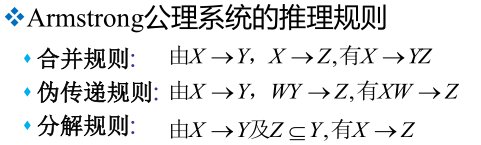 ❖Armstrong公理系统的推理规则
♦合并规则: 由X→Y，X→Z,有X→YZ
♦伪传递规则: 由X→Y，WY→Z,有XW→Z
♦分解规则: 由X→Y及Z⊆Y,有X→Z